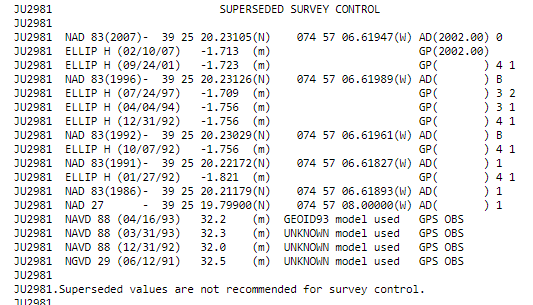 JU2981 SUPERSEDED SURVEY CONTROL
JU2981
JU2981 NAD 83(2007)- 39 25 20.23105(N) 074 57 06.61947(W) AD(2002.00) 0
JU2981 ELLIP H (02/10/07) -1.713 (m) GP(2002.00)
JU2981 ELLIP H (09/24/01) -1.723 (m) GP( ) 4 1
JU2981 NAD 83(1996)- 39 25 20.23126(N) 074 57 06.61989(W) AD( ) B
JU2981 ELLIP H (07/24/97) -1.709 (m) GP( ) 3 2
JU2981 ELLIP H (04/04/94) -1.756 (m) GP( ) 3 1
JU2981 ELLIP H (12/31/92) -1.756 (m) GP( ) 4 1
JU2981 NAD 83(1992)- 39 25 20.23029(N) 074 57 06.61961(W) AD( ) B
JU2981 ELLIP H (10/07/92) -1.756 (m) GP( ) 4 1
JU2981 NAD 83(1991)- 39 25 20.22172(N) 074 57 06.61827(W) AD( ) 1
JU2981 ELLIP H (01/27/92) -1.821 (m) GP( ) 4 1
JU2981 NAD 83(1986)- 39 25 20.21179(N) 074 57 06.61893(W) AD( ) 1
JU2981 NAD 27 - 39 25 19.79900(N) 074 57 08.00000(W) AD( ) 1
JU2981 NAVD 88 (04/16/93) 32.2 (m) GEOID93 model used GPS OBS
JU2981 NAVD 88 (03/31/93) 32.3 (m) UNKNOWN model used GPS OBS
JU2981 NAVD 88 (12/31/92) 32.0 (m) UNKNOWN model used GPS OBS
JU2981 NGVD 29 (06/12/91) 32.5 (m) UNKNOWN model used GPS OBS
JU2981
JU2981.Superseded values are not recommended for survey control.
JU2981